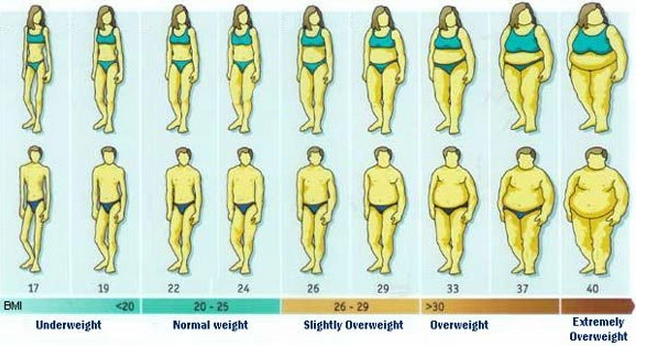 17 19 22 24 26 29 33 37 40
BMI <20 20 - 25 26 - 29 >30
Underweight Normal weight Slightly Overweight Overweight Extremely
Overweight